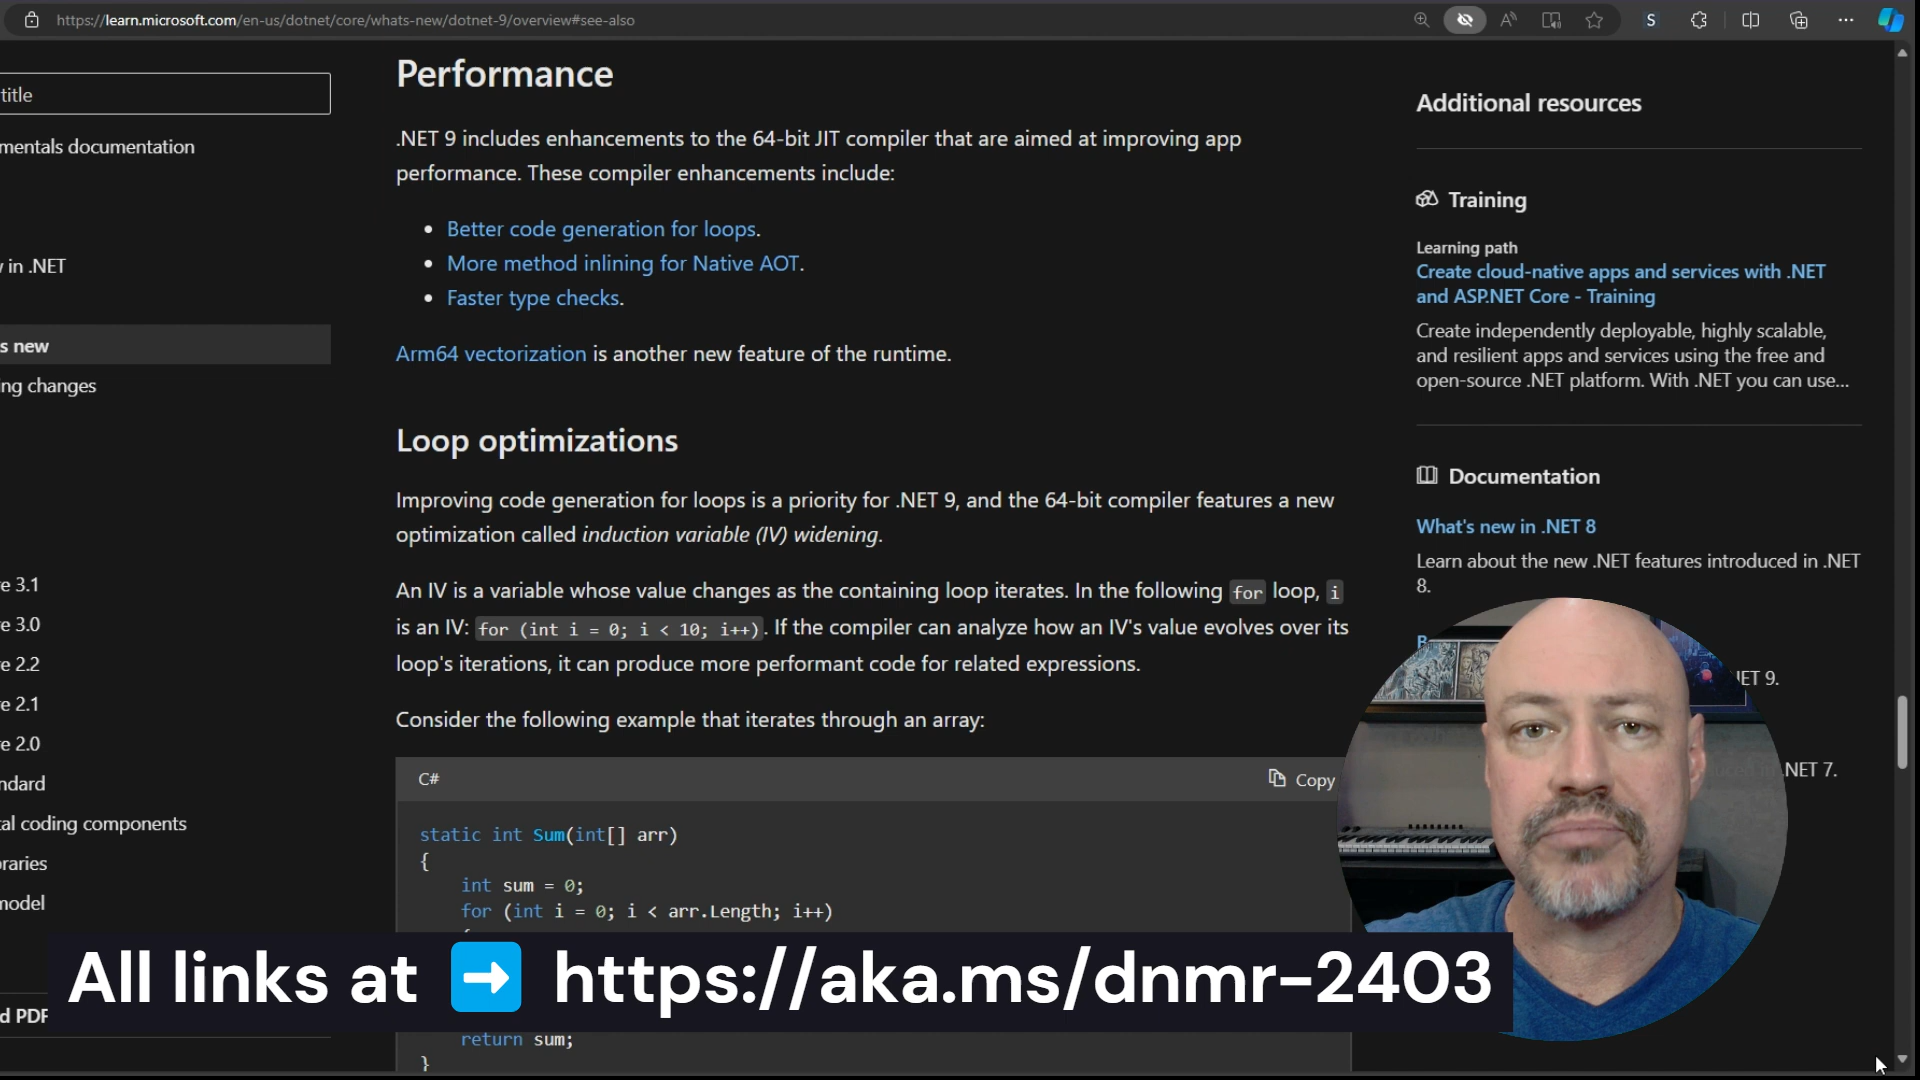 https://learn.microsoft.com/en-us/dotnet/core/whats-new/dotnet-9/overview#see-also
S
title
mentals documentation
in .NET
s new
ing changes
e 3.1
e 3.0
e 2.2
e 2.1
e 2.0
ndard
al coding components
raries
model
d PDF
Performance
.NET 9 includes enhancements to the 64-bit JIT compiler that are aimed at improving app
performance. These compiler enhancements include:
• Better code generation for loops.
• More method inlining for Native AOT.
• Faster type checks.
Arm64 vectorization is another new feature of the runtime.
Loop optimizations
Improving code generation for loops is a priority for .NET 9, and the 64-bit compiler features a new
optimization called induction variable (IV) widening.
An IV is a variable whose value changes as the containing loop iterates. In the following for loop, i
is an IV: for (int i = 0; i < 10; i++). If the compiler can analyze how an IV's value evolves over its
loop's iterations, it can produce more performant code for related expressions.
Consider the following example that iterates through an array:
C#
Copy
static int Sum(int[] arr)
{
int sum = 0;
for (int i = 0; i < arr.Length; i++)
return sum;
}
Additional resources
Training
Learning path
Create cloud-native apps and services with .NET
and ASP.NET Core - Training
Create independently deployable, highly scalable,
and resilient apps and services using the free and
open-source .NET platform. With .NET you can use...
Documentation
What's new in .NET 8
Learn about the new .NET features introduced in .NET
8.
NET 9.
in .NET 7.
All links at ➡ https://aka.ms/dnmr-2403